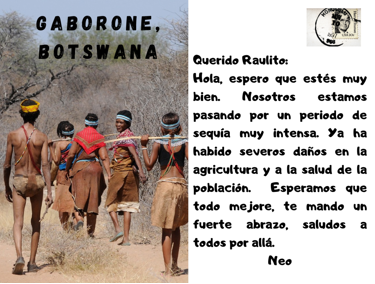 GABORONE,
BOTSWANA
Querido Raulito:
Hola, espero que estés muy
bien. Nosotros estamos
pasando por un periodo de
sequía muy intensa. Ya ha
habido severos daños en la
agricultura y a la salud de la
población. Esperamos que
todo mejore, te mando un
fuerte abrazo, saludos a
todos por allá.
Neo